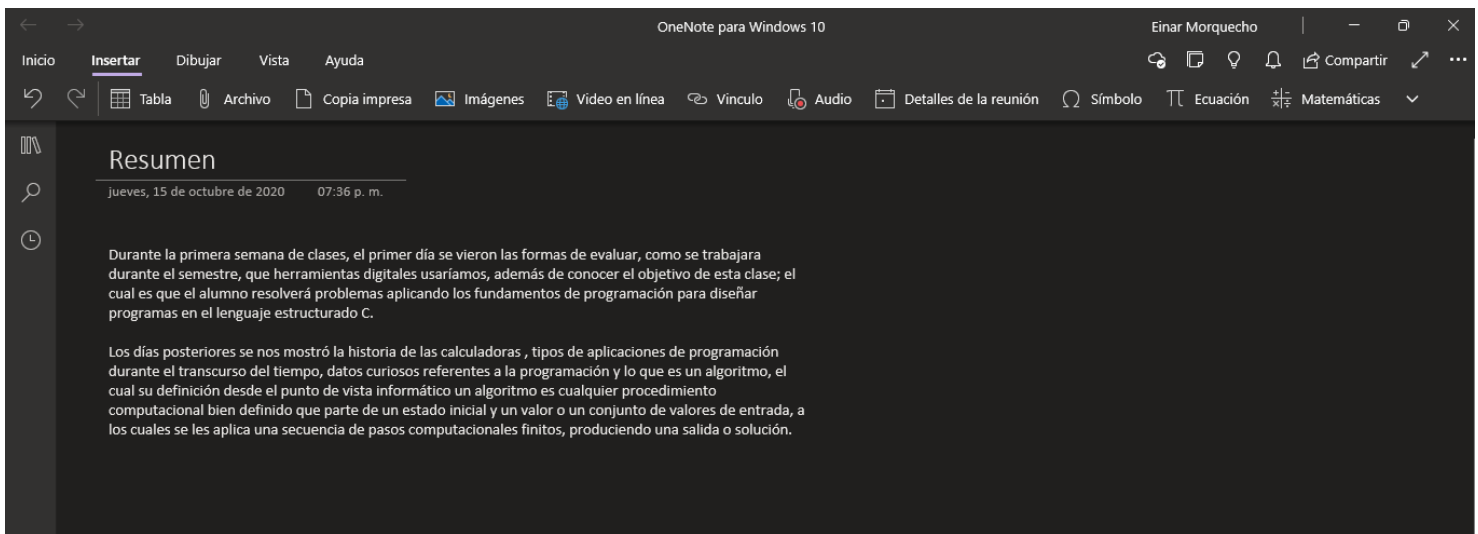 OneNote para Windows 10
Einar Morquecho
Inicio Insertar Dibujar Vista Ayuda
Compartir
Tabla Archivo Copia impresa Imágenes Video en línea Vinculo Audio Detalles de la reunión Símbolo Ecuación Matemáticas
Resumen
jueves, 15 de octubre de 2020 07:36 p. m.
Durante la primera semana de clases, el primer día se vieron las formas de evaluar, como se trabajara
durante el semestre, que herramientas digitales usaríamos, además de conocer el objetivo de esta clase; el
cual es que el alumno resolverá problemas aplicando los fundamentos de programación para diseñar
programas en el lenguaje estructurado C.
Los días posteriores se nos mostró la historia de las calculadoras , tipos de aplicaciones de programación
durante el transcurso del tiempo, datos curiosos referentes a la programación y lo que es un algoritmo, el
cual su definición desde el punto de vista informático un algoritmo es cualquier procedimiento
computacional bien definido que parte de un estado inicial y un valor o un conjunto de valores de entrada, a
los cuales se les aplica una secuencia de pasos computacionales finitos, produciendo una salida o solución.